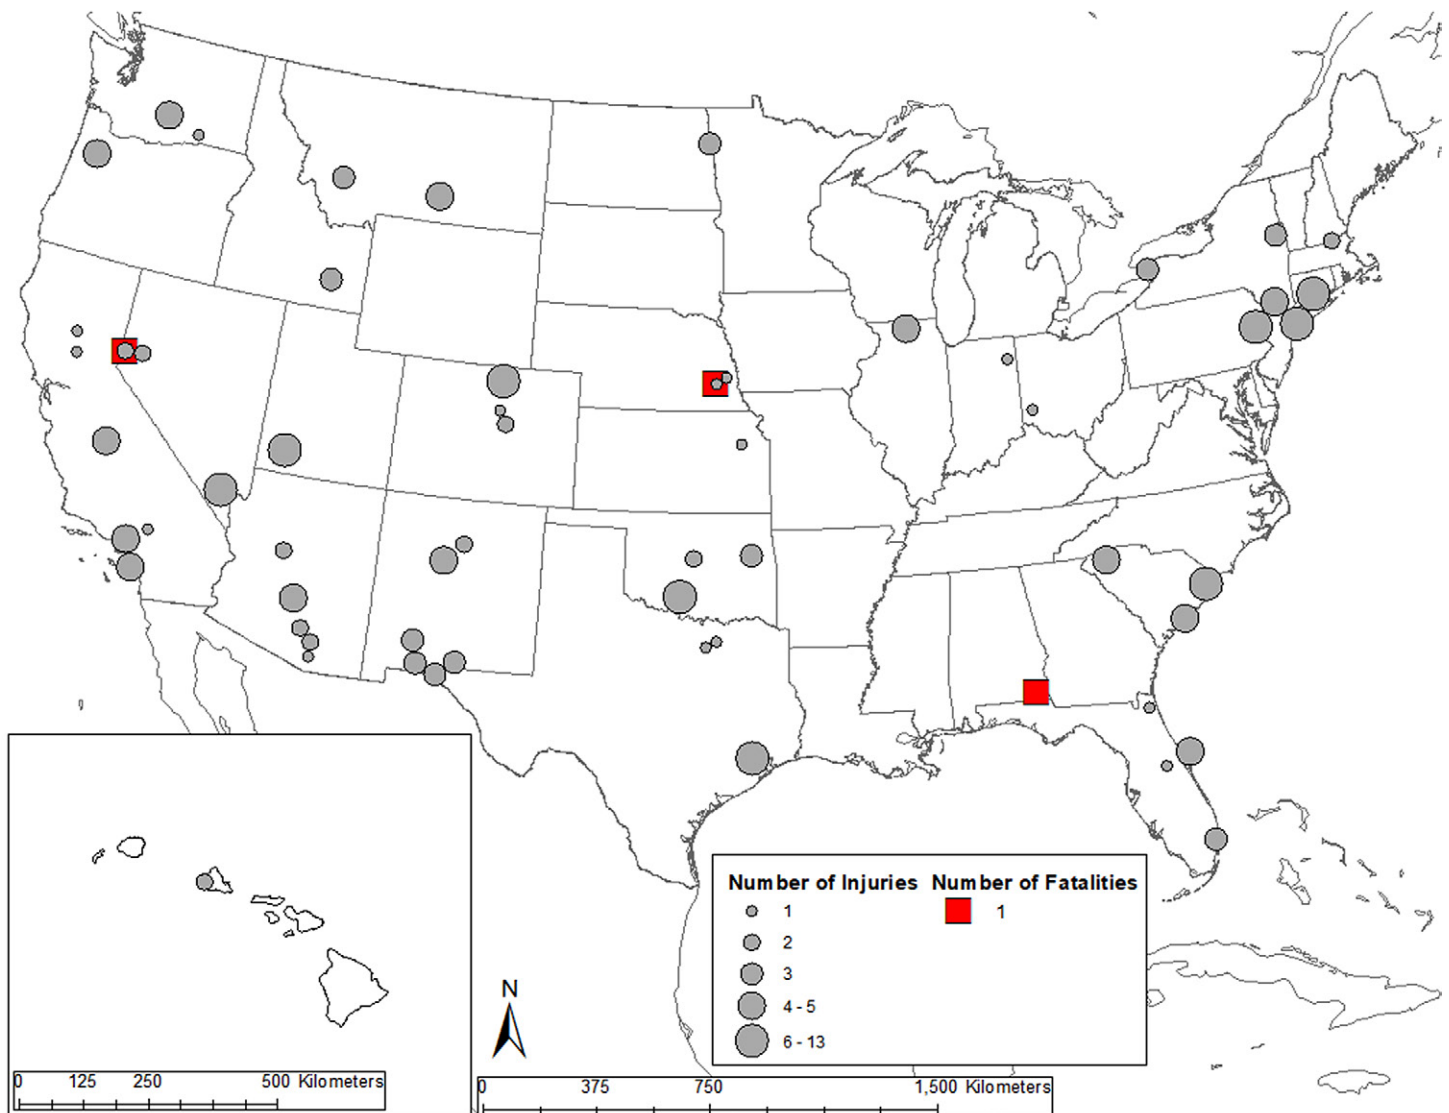 Number of Injuries Number of Fatalities
1 1
2
3
4 - 5
6 - 13
N
0 125 250 500 Kilometers
0 375 750 1,500 Kilometers